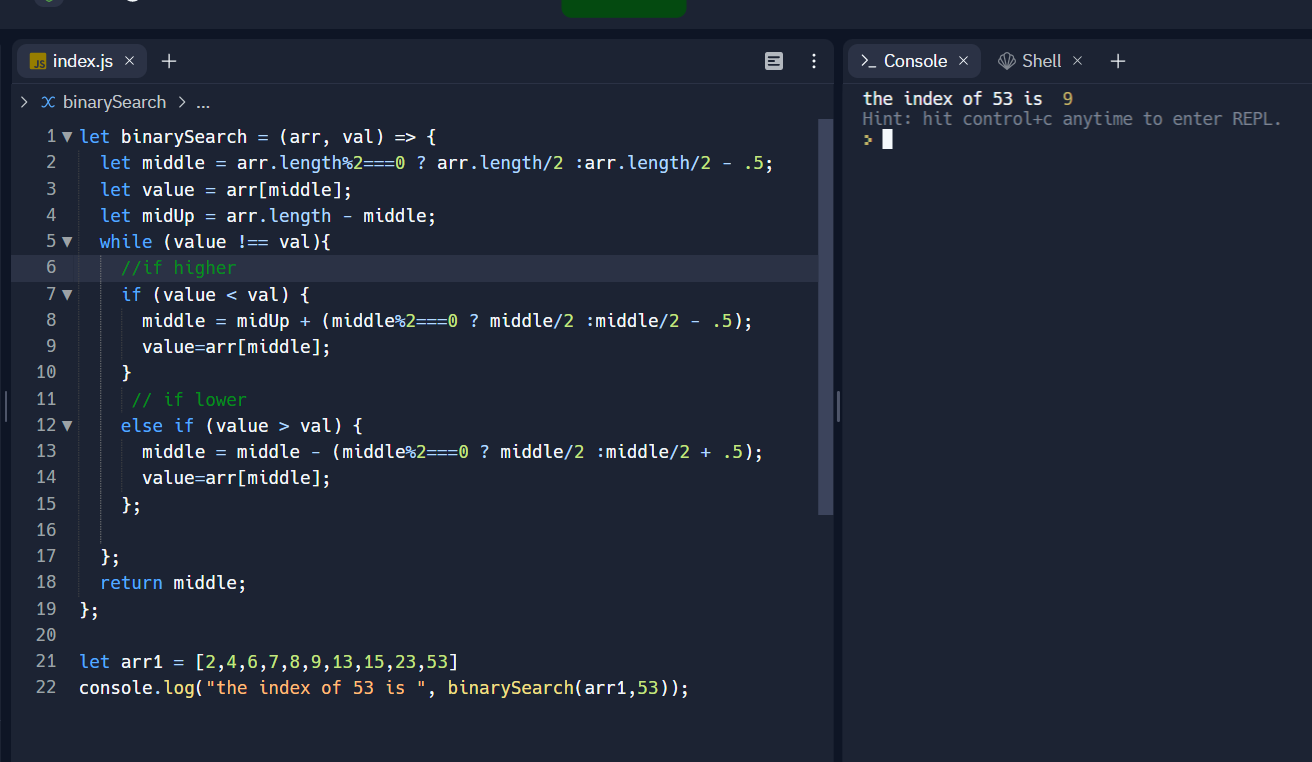 index.js
Console
Shell
binarySearch > ...
1 let binarySearch = (arr, val) => {
2 let middle = arr.length%2===0 ? arr.length/2 :arr.length/2 - .5;
3 let value = arr[middle];
4 let midUp = arr.length - middle;
5 while (value !== val){
6 //if higher
7 if (value < val) {
8 middle = midUp + (middle%2===0 ? middle/2 :middle/2 - .5);
9 value=arr[middle];
10 }
11 // if lower
12 else if (value > val) {
13 middle = middle - (middle%2===0 ? middle/2 :middle/2 + .5);
14 value=arr[middle];
15 };
16
17 };
18 return middle;
19 };
20
21 let arr1 = [2,4,6,7,8,9,13,15,23,53]
22 console.log("the index of 53 is ", binarySearch(arr1,53));
the index of 53 is  9
Hint: hit control+c anytime to enter REPL.
>